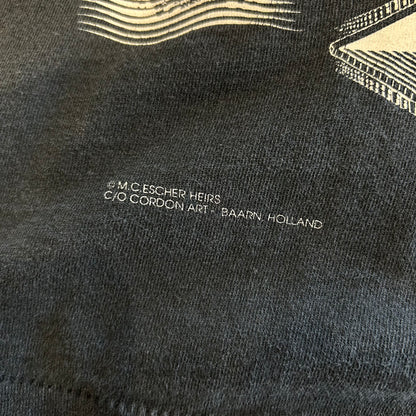 © M.C.ESCHER HEIRS
C/O CORDON ART - BAARN, HOLLAND